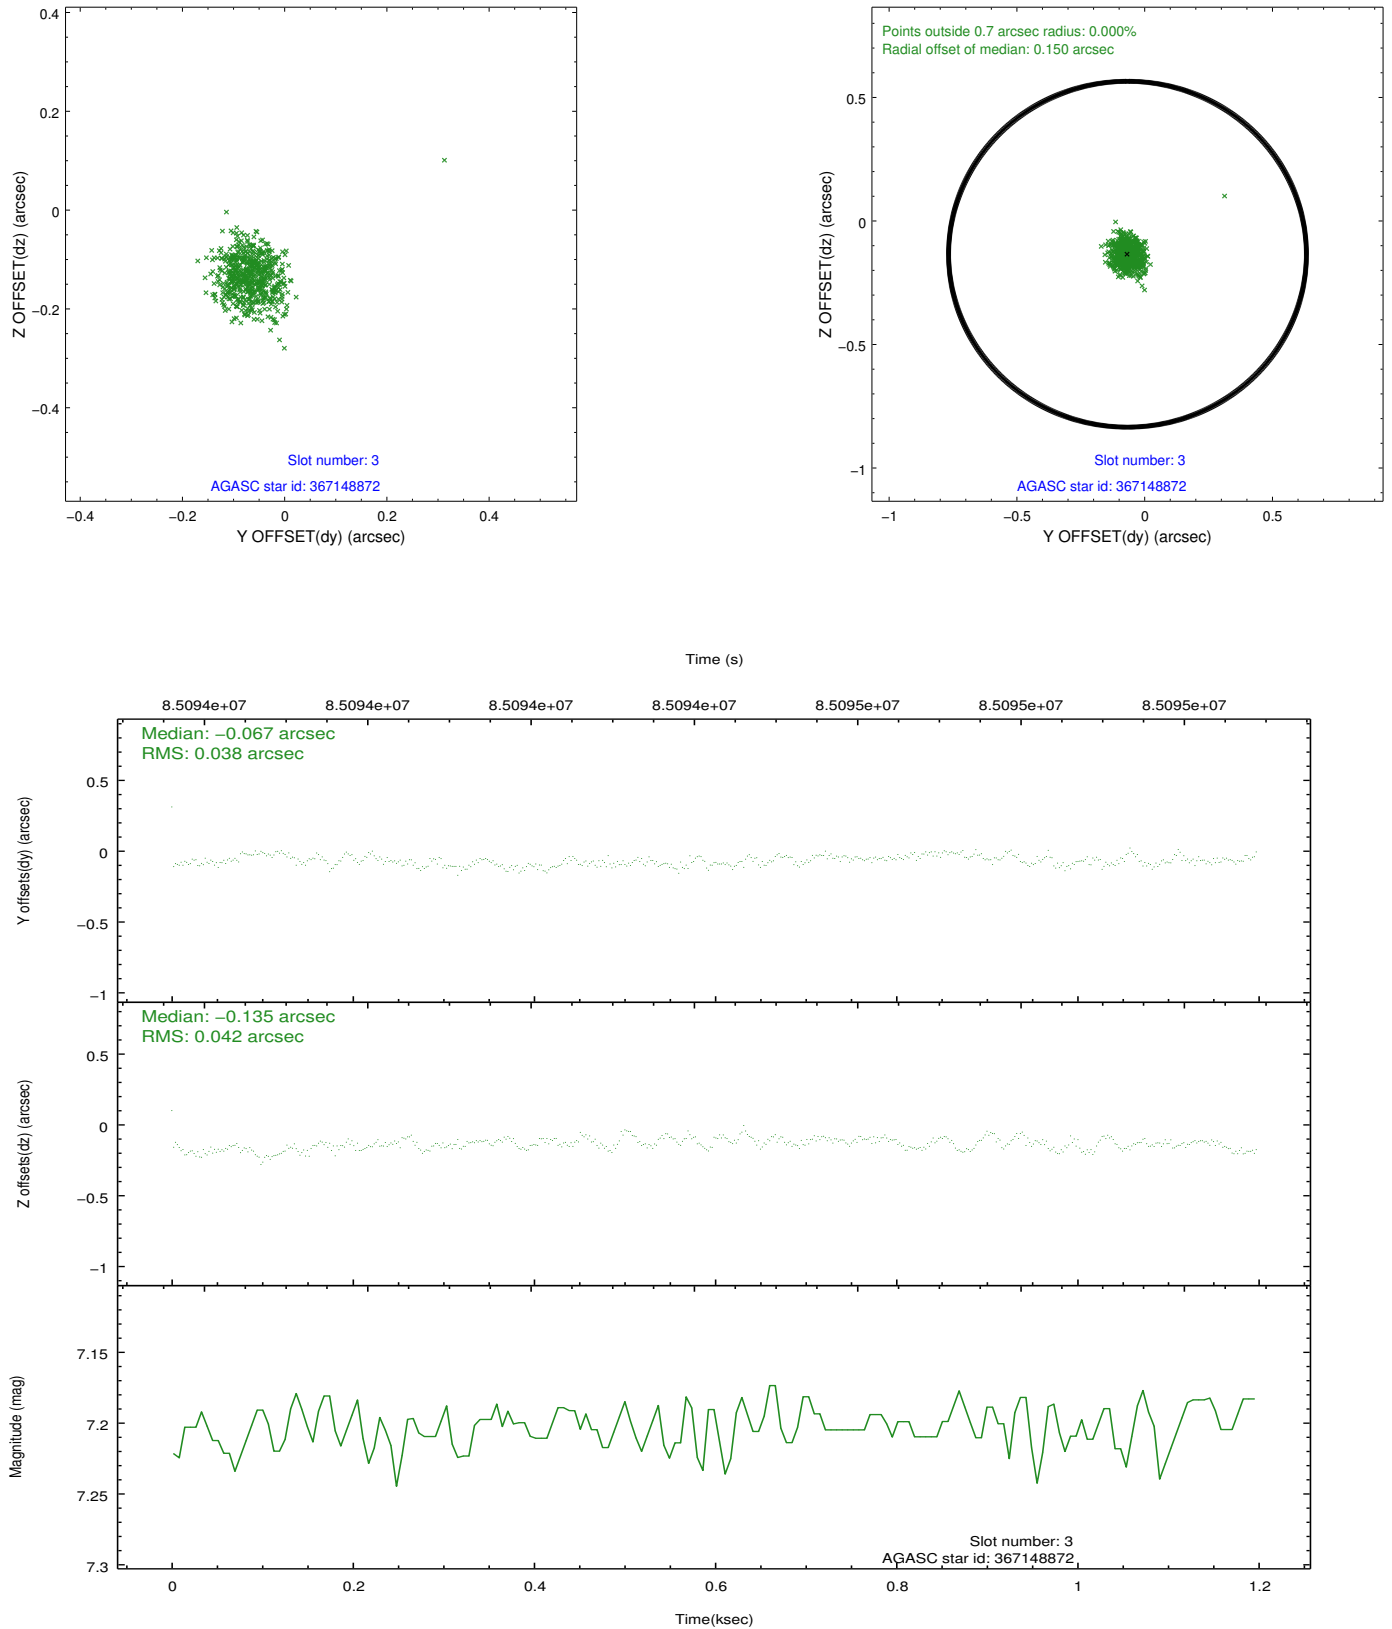 0.4
0.2
0
−0.2
−0.4
Z OFFSET(dz) (arcsec)
Slot number: 3
AGASC star id: 367148872
−0.4 −0.2 0 0.2 0.4
Y OFFSET(dy) (arcsec)
Points outside 0.7 arcsec radius: 0.000%
Radial offset of median: 0.150 arcsec
0.5
0
−0.5
−1
Z OFFSET(dz) (arcsec)
Slot number: 3
AGASC star id: 367148872
−1 −0.5 0 0.5
Y OFFSET(dy) (arcsec)
Time (s)
8.5094e+07 8.5094e+07 8.5094e+07 8.5094e+07 8.5095e+07 8.5095e+07 8.5095e+07
Median: −0.067 arcsec
RMS: 0.038 arcsec
0.5
0
−0.5
−1
Y offsets(dy) (arcsec)
Median: −0.135 arcsec
RMS: 0.042 arcsec
0.5
0
−0.5
−1
Z offsets(dz) (arcsec)
7.15
7.2
7.25
7.3
Magnitude (mag)
Slot number: 3
AGASC star id: 367148872
0 0.2 0.4 0.6 0.8 1 1.2
Time(ksec)